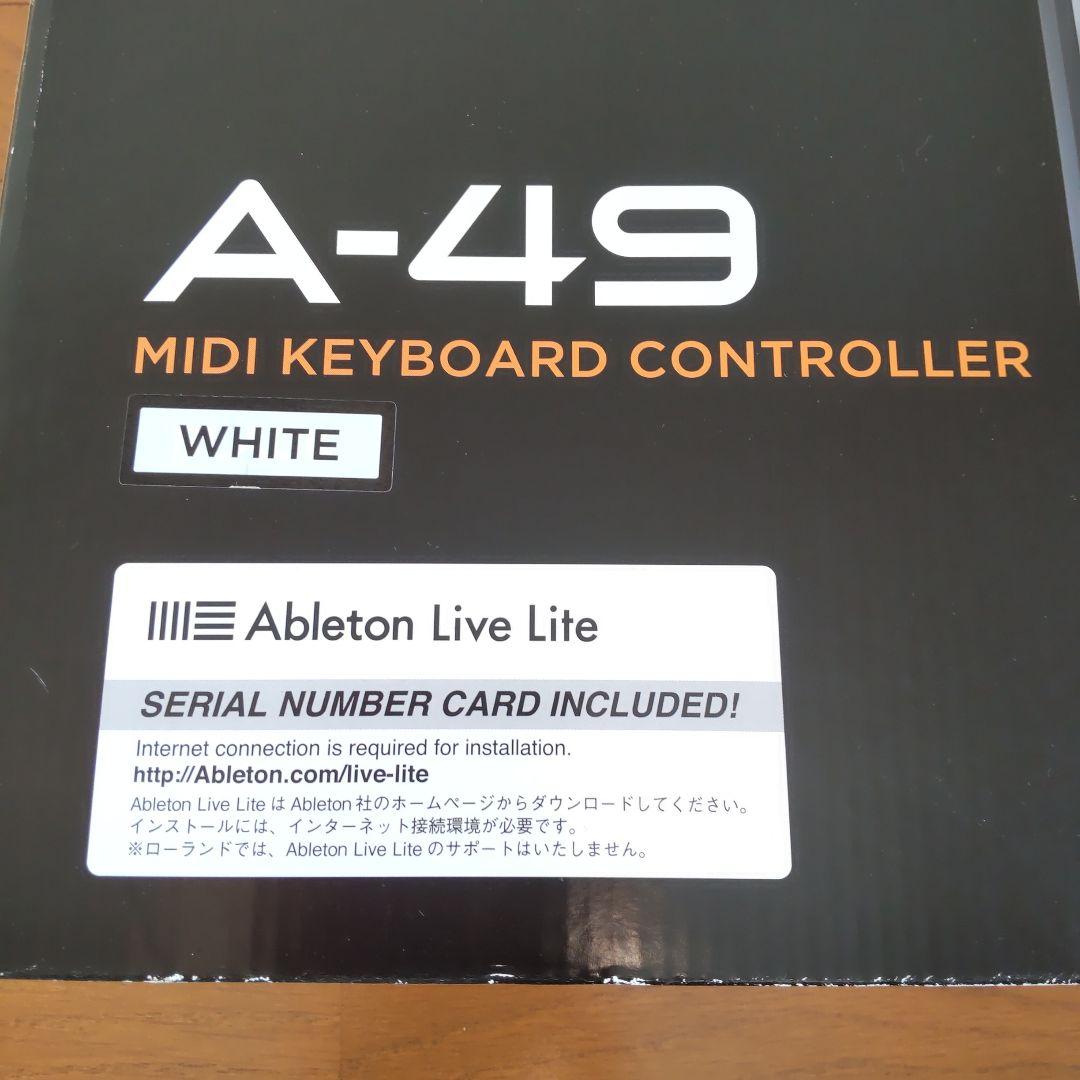 A-49
MIDI KEYBOARD CONTROLLER
WHITE
Ableton Live Lite
SERIAL NUMBER CARD INCLUDED!
Internet connection is required for installation.
http://Ableton.com/live-lite
Ableton Live Lite は Ableton 社のホームページからダウンロードしてください。
インストールには、インターネット接続環境が必要です。
※ローランドでは、Ableton Live Lite のサポートはいたしません。